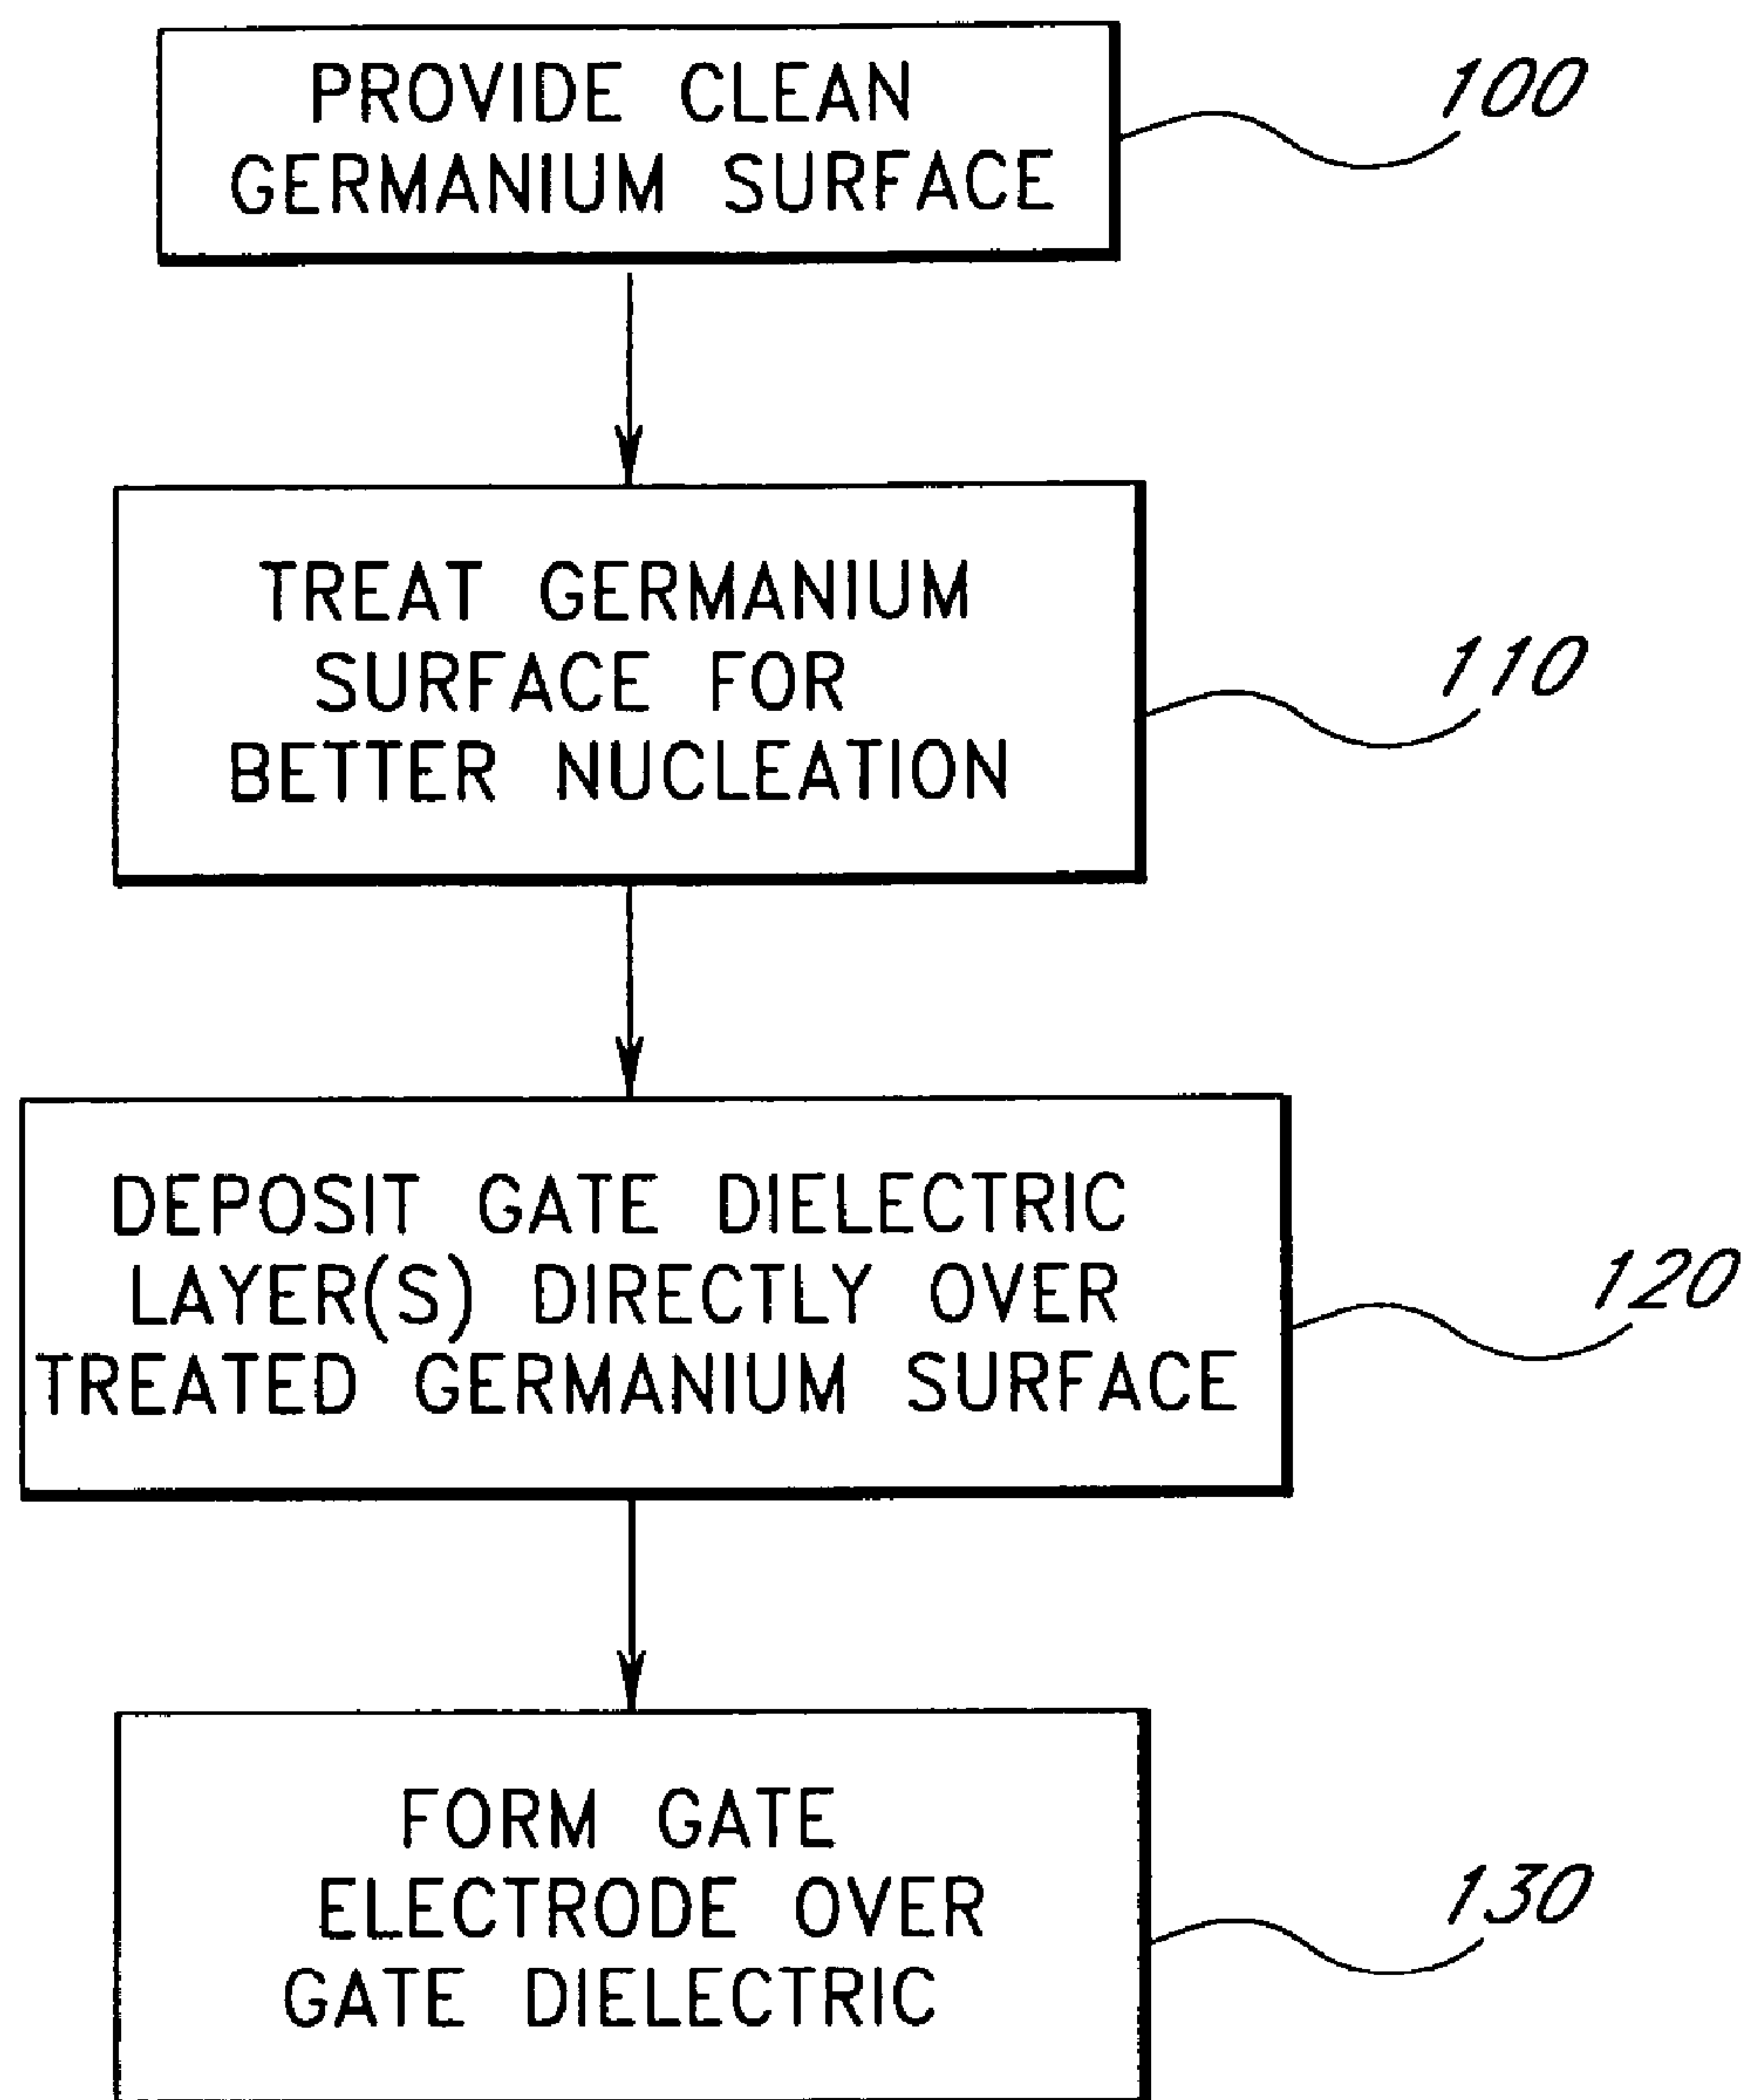 PROVIDE CLEAN
GERMANIUM SURFACE
100
TREAT GERMANIUM
SURFACE FOR
BETTER NUCLEATION
110
DEPOSIT GATE DIELECTRIC
LAYER(S) DIRECTLY OVER
TREATED GERMANIUM SURFACE
120
FORM GATE
ELECTRODE OVER
GATE DIELECTRIC
130